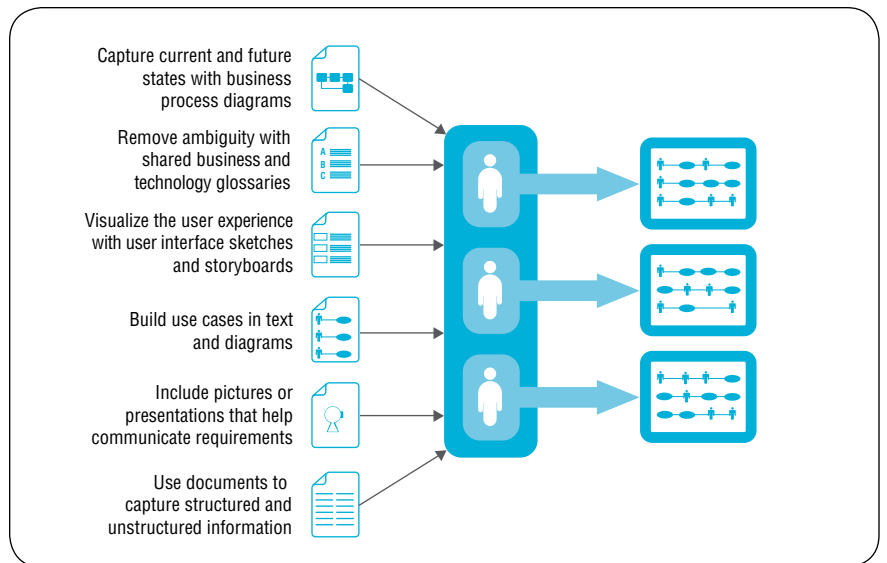 Capture current and future
states with business
process diagrams
Remove ambiguity with
shared business and
technology glossaries
A
B
C
Visualize the user experience
with user interface sketches
and storyboards
Build use cases in text
and diagrams
Include pictures or
presentations that help
communicate requirements
Use documents to
capture structured and
unstructured information